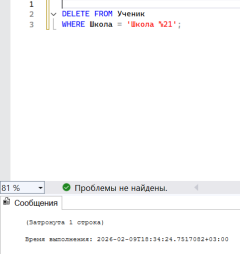 1
2 DELETE FROM Ученик
3 WHERE Школа = 'Школа %21';
81 %
Проблемы не найдены.
Сообщения
(Затронута 1 строка)
Время выполнения: 2026-02-09T18:34:24.7517082+03:00